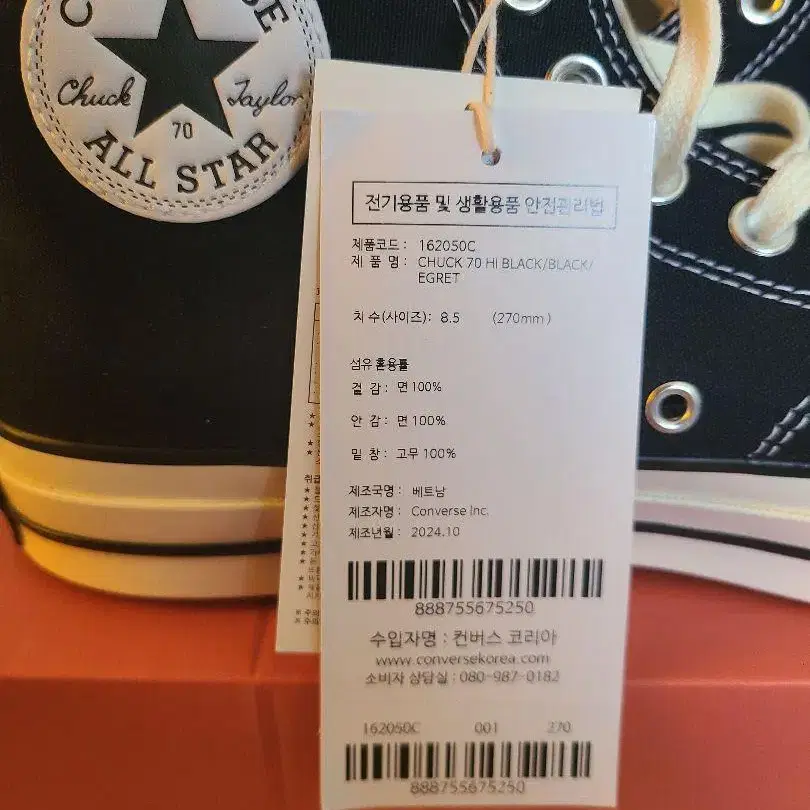 Chuck Taylor
70
ALL STAR
전기용품 및 생활용품 안전관리법
제품코드 : 162050C
제 품 명 : CHUCK 70 HI BLACK/BLACK/
EGRET
치 수(사이즈) : 8.5 (270mm)
섬유 혼용률
겉 감 : 면 100%
안 감 : 면 100%
밑 창 : 고무 100%
제조국명 : 베트남
제조자명 : Converse Inc.
제조년월 : 2024.10
888755675250
수입자명 : 컨버스 코리아
www.conversekorea.com
소비자 상담실 : 080-987-0182
162050C 001 270
888755675250
취급